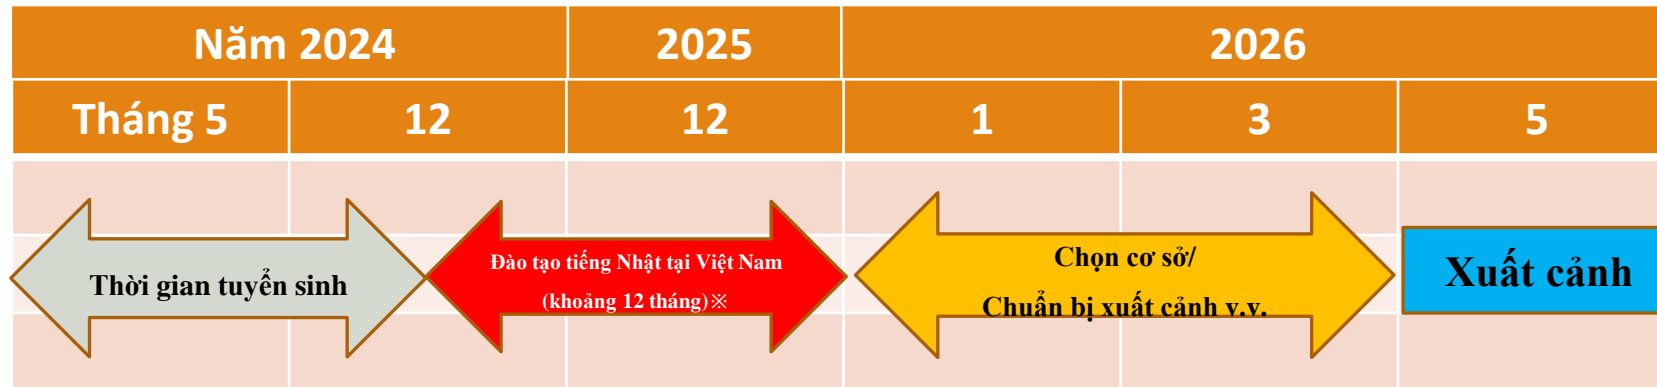 Năm 2024 2025 2026
Tháng 5 12 12 1 3 5
Thời gian tuyển sinh
Đào tạo tiếng Nhật tại Việt Nam
(khoảng 12 tháng)※
Chọn cơ sở/
Chuẩn bị xuất cảnh v.v.
Xuất cảnh